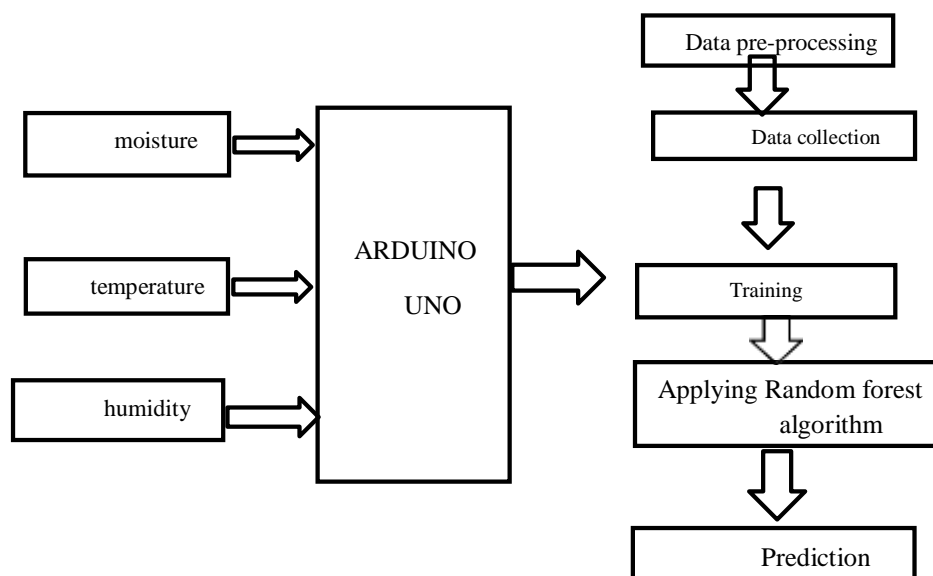 moisture
temperature
humidity
ARDUINO
UNO
Data pre-processing
Data collection
Training
Applying Random forest
algorithm
Prediction